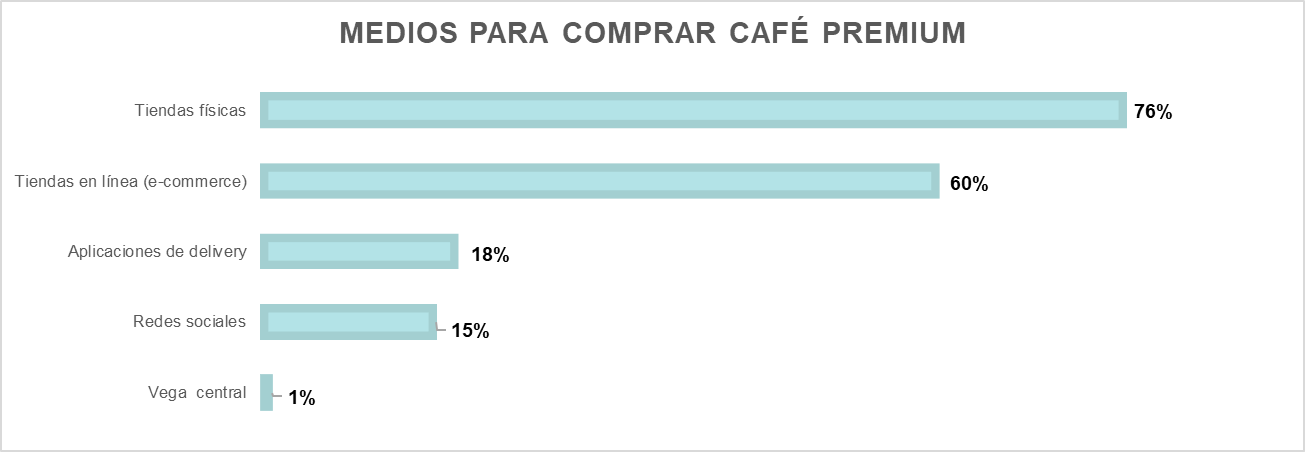 MEDIOS PARA COMPRAR CAFÉ PREMIUM
Tiendas físicas 76%
Tiendas en línea (e-commerce) 60%
Aplicaciones de delivery 18%
Redes sociales 15%
Vega central 1%